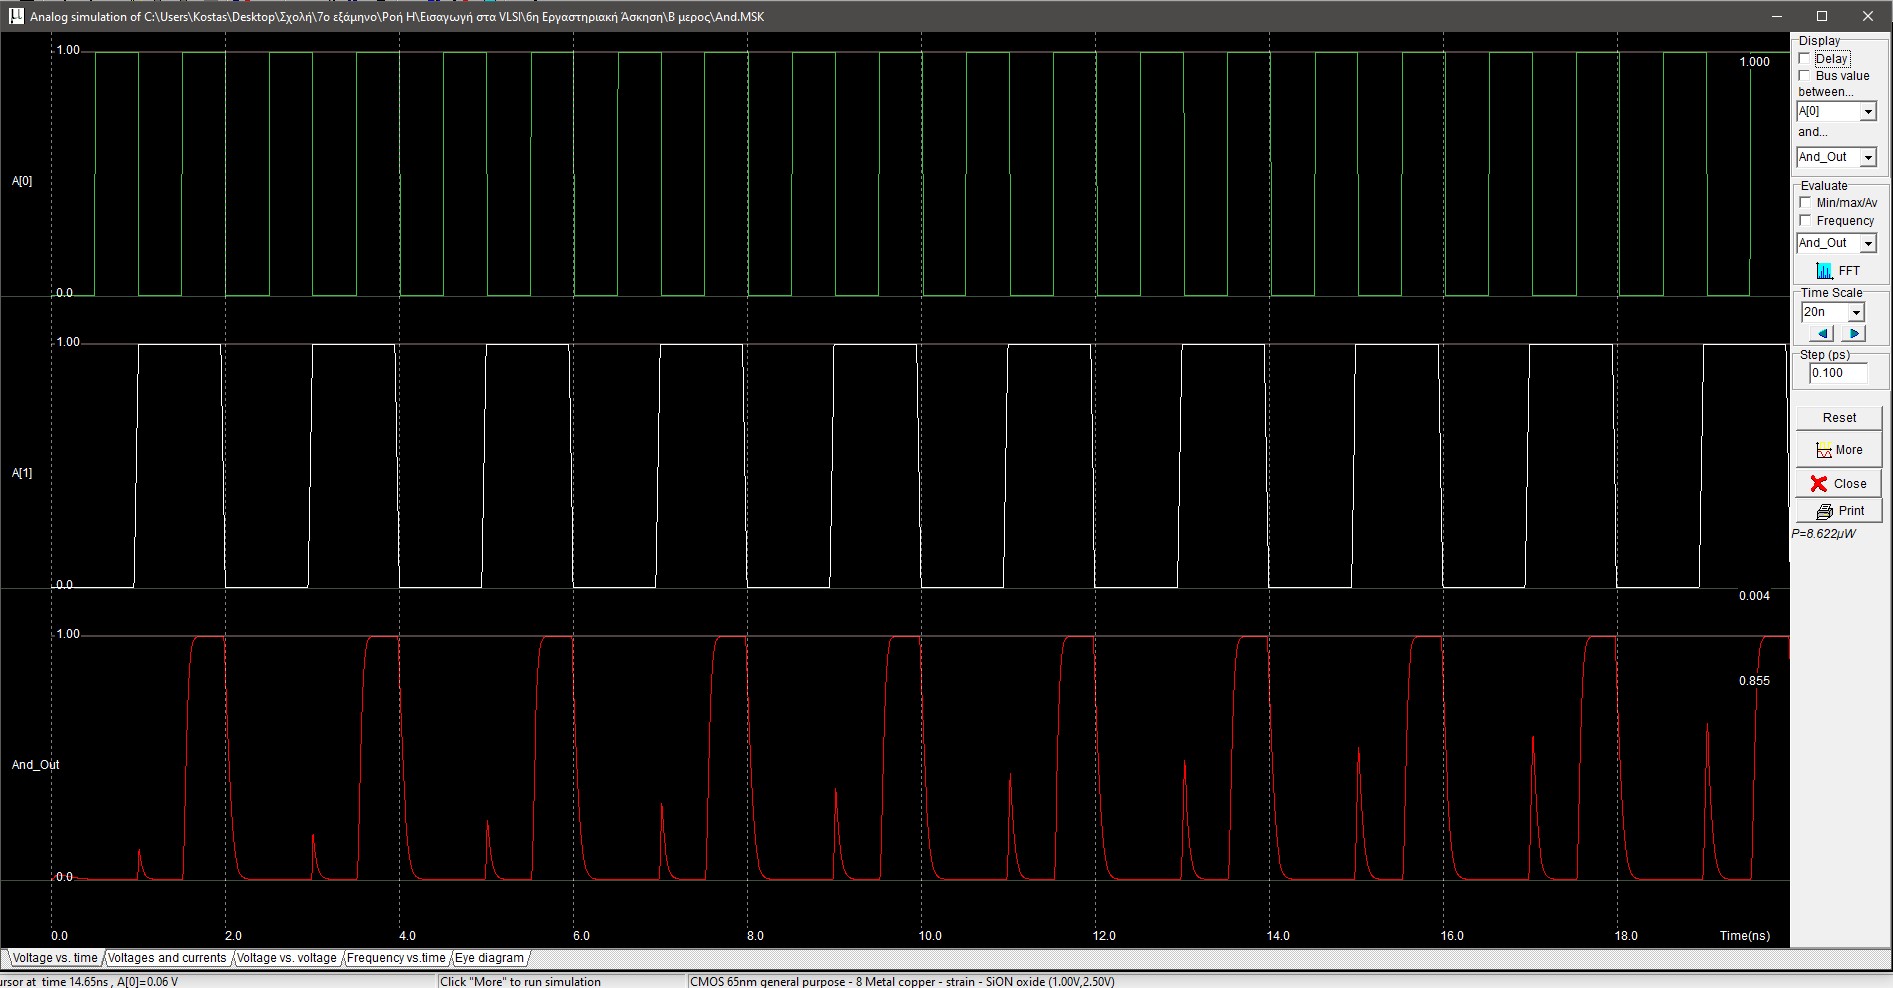 Analog simulation of C:\Users\Kostas\Desktop\Σχολή\7ο εξάμηνο\Ροή Η\Εισαγωγή στα VLSI\6η Εργαστηριακή Άσκηση\Β μερος\And.MSK
1.00
1.000
A[0]
0.0
1.00
A[1]
0.0
0.004
1.00
0.855
And_Out
0.0
0.0 2.0 4.0 6.0 8.0 10.0 12.0 14.0 16.0 18.0 Time(ns)
Display
Delay
Bus value
between...
A[0]
and...
And_Out
Evaluate
Min/max/Av
Frequency
And_Out
FFT
Time Scale
20n
Step (ps)
0.100
Reset
More
Close
Print
P=8.622µW
Voltage vs. time Voltages and currents Voltage vs. voltage Frequency vs.time Eye diagram
ursor at time 14.65ns , A[0]=0.06 V Click "More" to run simulation CMOS 65nm general purpose - 8 Metal copper - strain - SiON oxide (1.00V,2.50V)